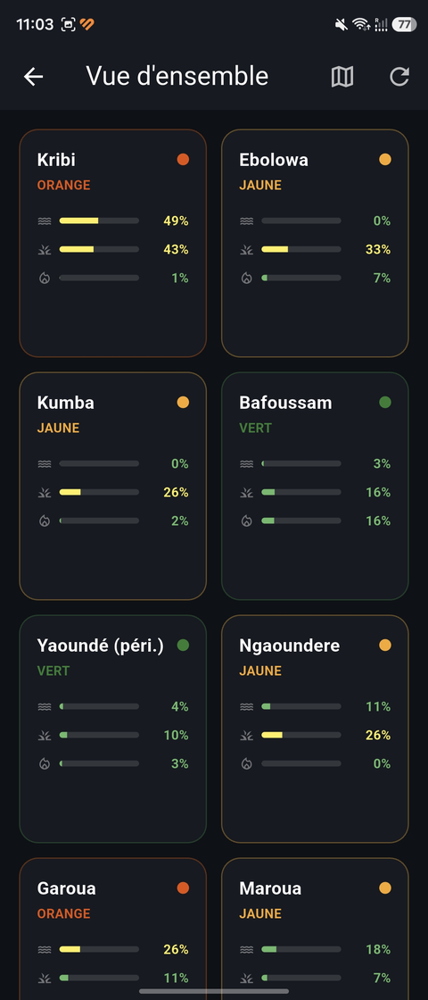 11:03 77
Vue d'ensemble
Kribi
ORANGE
49%
43%
1%
Ebolowa
JAUNE
0%
33%
7%
Kumba
JAUNE
0%
26%
2%
Bafoussam
VERT
3%
16%
16%
Yaoundé (péri.)
VERT
4%
10%
3%
Ngaoundere
JAUNE
11%
26%
0%
Garoua
ORANGE
26%
11%
Maroua
JAUNE
18%
7%